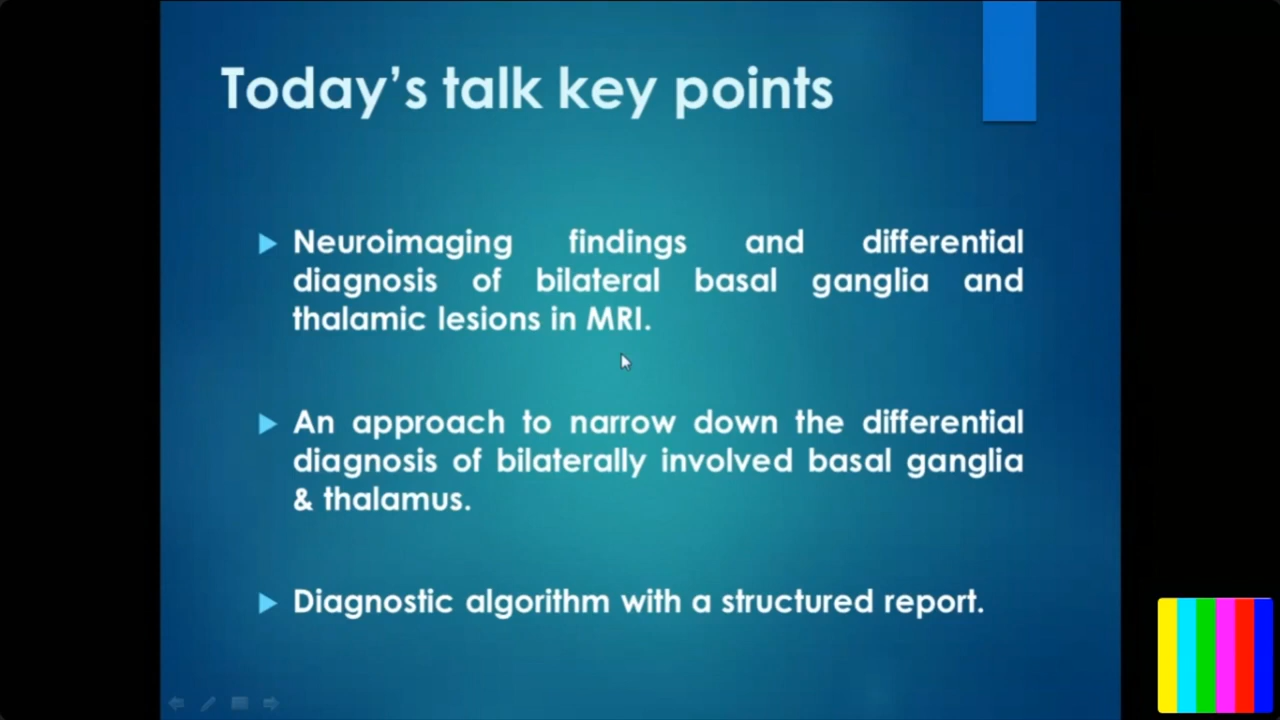 Today’s talk key points
Neuroimaging findings and differential
diagnosis of bilateral basal ganglia and
thalamic lesions in MRI.
An approach to narrow down the differential
diagnosis of bilaterally involved basal ganglia
& thalamus.
Diagnostic algorithm with a structured report.